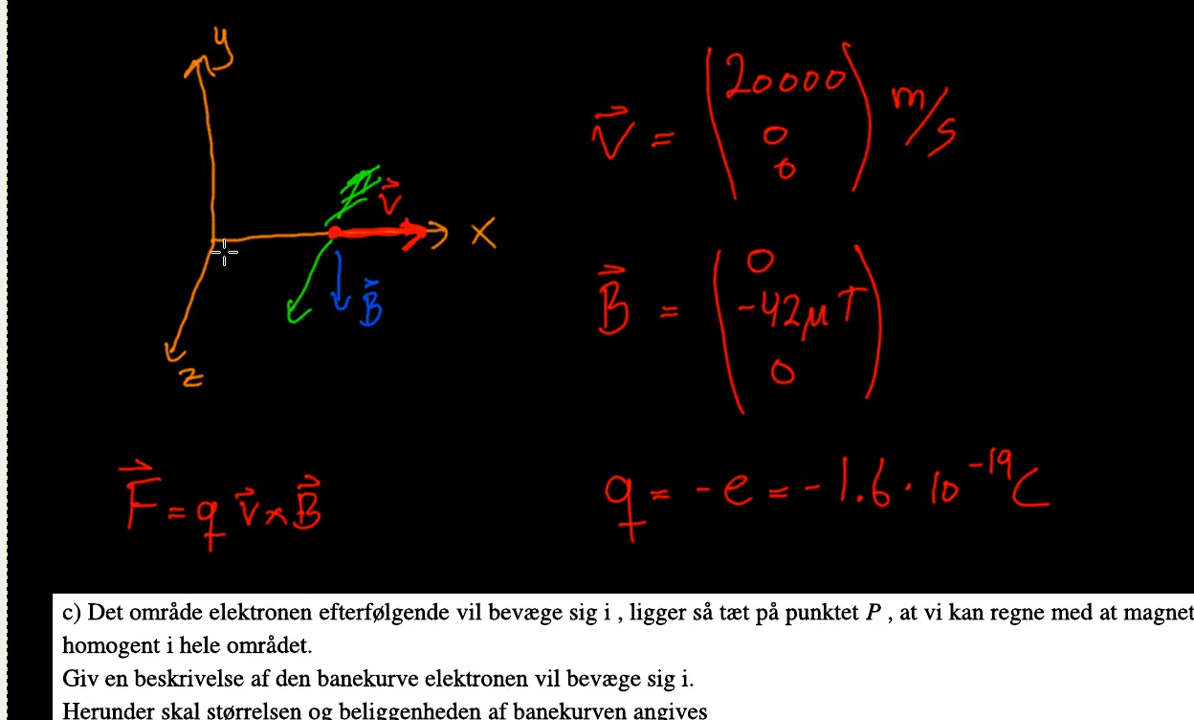 y
v⃗ = (20000 0 0) m/s
v⃗
x
B⃗
B⃗ = (0 -42μT 0)
z
F⃗ = q v⃗ × B⃗
q = -e = -1.6 · 10^-19 C
c) Det område elektronen efterfølgende vil bevæge sig i , ligger så tæt på punktet P , at vi kan regne med at magnet
homogent i hele området.
Giv en beskrivelse af den banekurve elektronen vil bevæge sig i.
Herunder skal størrelsen og beliggenheden af banekurven angives